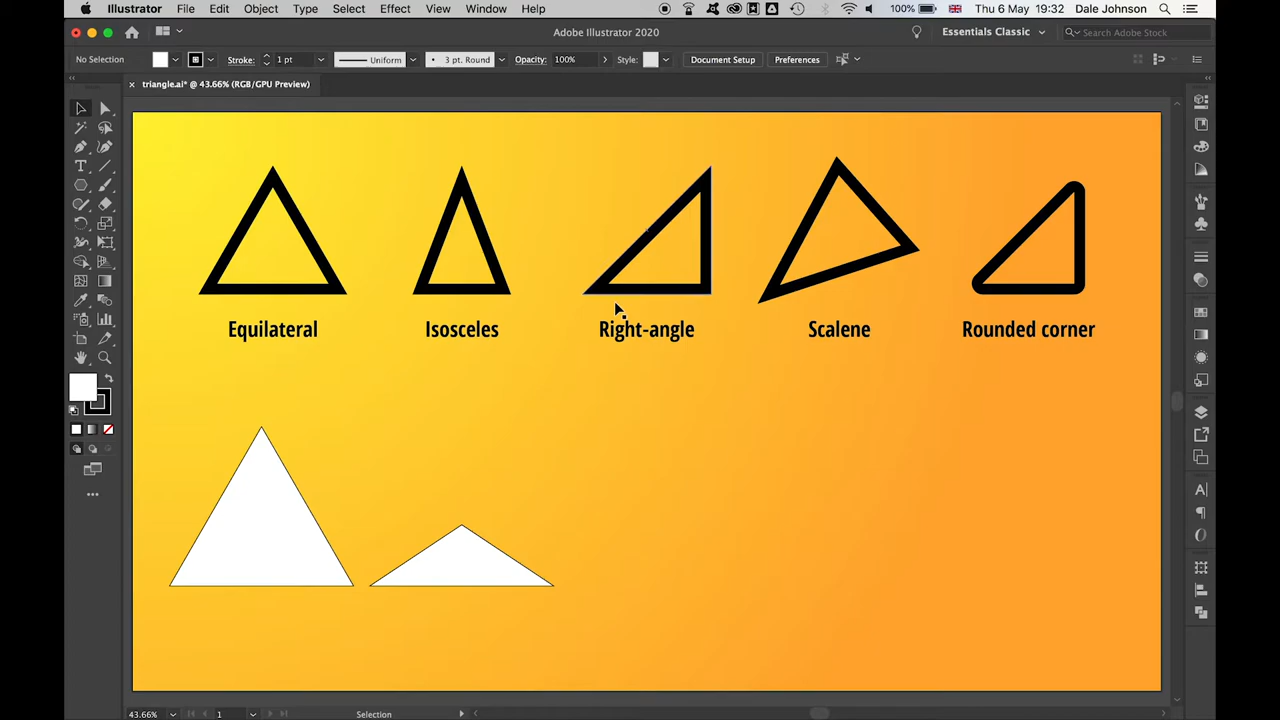 Illustrator File Edit Object Type Select Effect View Window Help 100% Thu 6 May 19:32 Dale Johnson
Adobe Illustrator 2020 Essentials Classic Search Adobe Stock
No Selection Stroke: 1 pt Uniform 3 pt. Round Opacity: 100% Style: Document Setup Preferences
× triangle.ai* @ 43.66% (RGB/GPU Preview)
Equilateral Isosceles Right-angle Scalene Rounded corner
43.66% 1 Selection